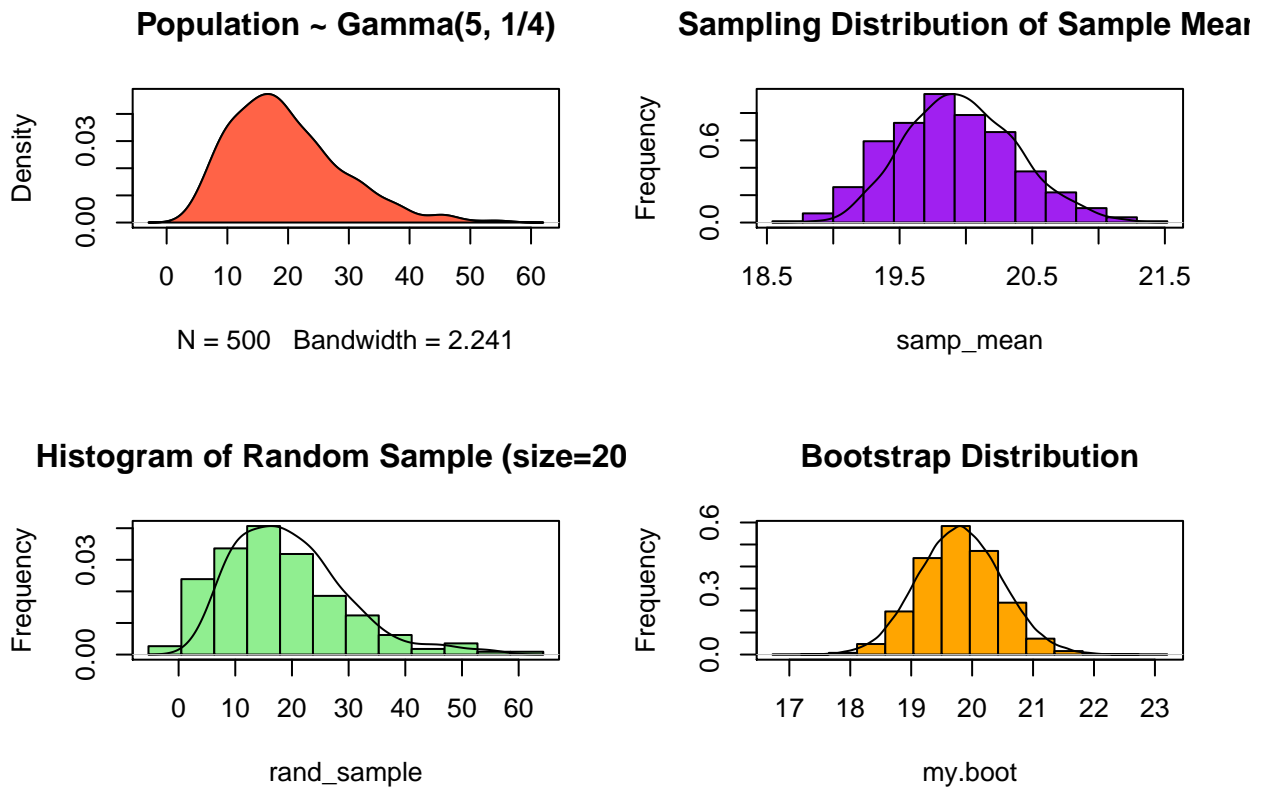 Population ~ Gamma(5, 1/4)
Density
0.00 0.03
0 10 20 30 40 50 60
N = 500 Bandwidth = 2.241
Sampling Distribution of Sample Mean
Frequency
0.0 0.6
18.5 19.5 20.5 21.5
samp_mean
Histogram of Random Sample (size=20
Frequency
0.00 0.03
0 10 20 30 40 50 60
rand_sample
Bootstrap Distribution
Frequency
0.0 0.3 0.6
17 18 19 20 21 22 23
my.boot